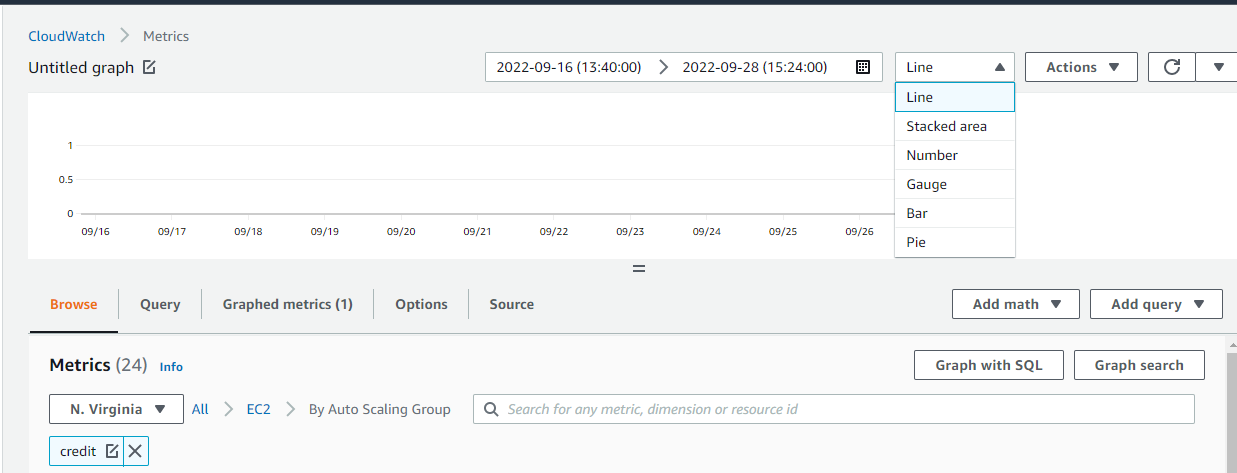 CloudWatch Metrics
Untitled graph 2022-09-16 (13:40:00) 2022-09-28 (15:24:00) Line Actions
Line
Stacked area
Number
Gauge
Bar
Pie
1
0.5
0
09/16 09/17 09/18 09/19 09/20 09/21 09/22 09/23 09/24 09/25 09/26
Browse Query Graphed metrics (1) Options Source Add math Add query
Metrics (24) Info Graph with SQL Graph search
N. Virginia All EC2 By Auto Scaling Group Search for any metric, dimension or resource id
credit